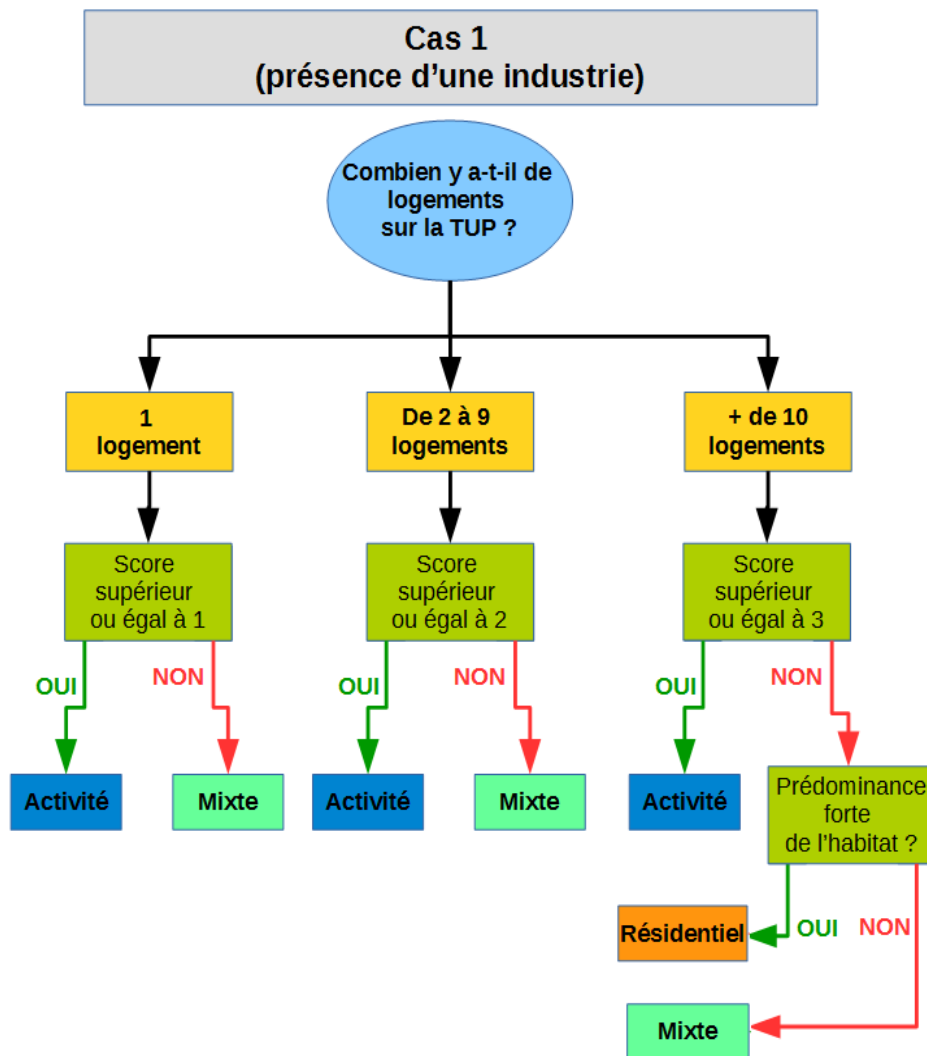 Cas 1
(présence d'une industrie)
Combien y a-t-il de
logements
sur la TUP ?
1
logement
De 2 à 9
logements
+ de 10
logements
Score
supérieur
ou égal à 1
Score
supérieur
ou égal à 2
Score
supérieur
ou égal à 3
OUI
NON
OUI
NON
OUI
NON
Activité
Mixte
Activité
Mixte
Activité
Prédominance
forte
de l'habitat ?
Résidentiel
OUI
NON
Mixte